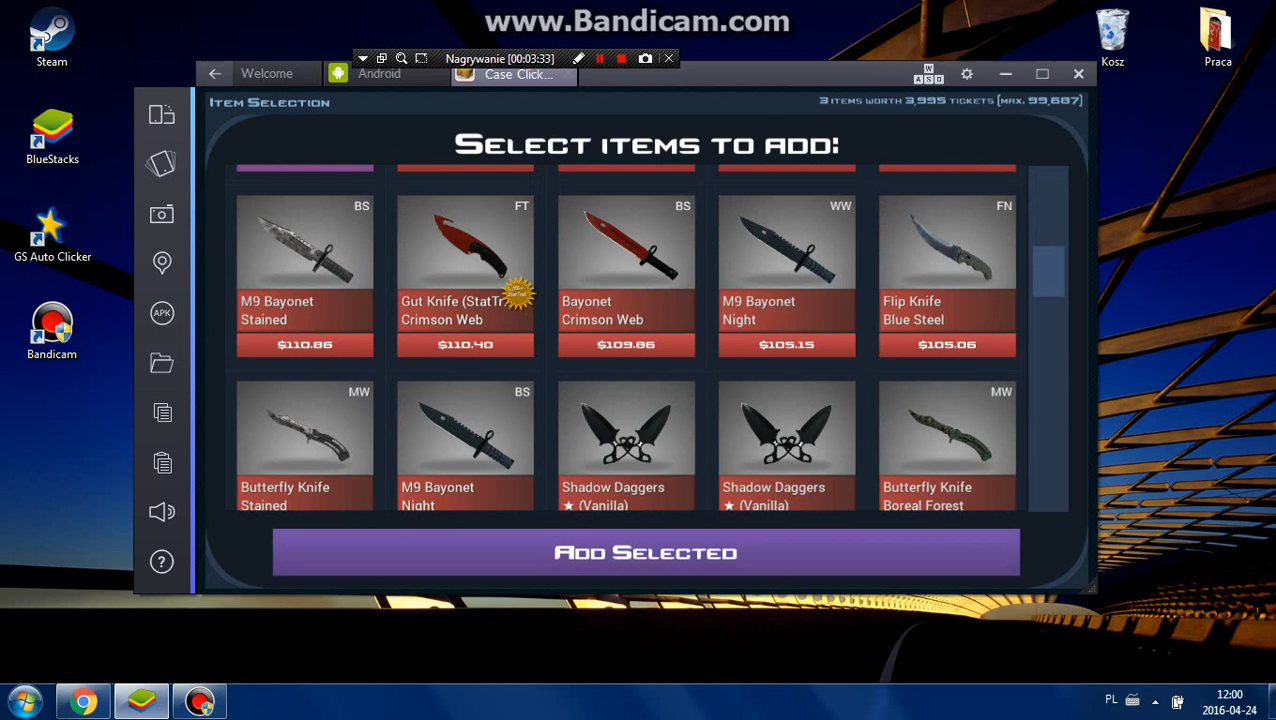 www.Bandicam.com
Steam
BlueStacks
GS Auto Clicker
Bandicam
Kosz
Praca
Nagrywanie [00:03:33]
Welcome
Android
Case Click...
W
A S D
APK
Item Selection
3 items worth 3,995 tickets (max. 99,687)
Select items to add:
BS
M9 Bayonet
Stained
$110.86
FT
Gut Knife (StatTr
Crimson Web
$110.40
BS
Bayonet
Crimson Web
$109.86
WW
M9 Bayonet
Night
$105.15
FN
Flip Knife
Blue Steel
$105.06
MW
Butterfly Knife
Stained
BS
M9 Bayonet
Night
Shadow Daggers
★ (Vanilla)
Shadow Daggers
★ (Vanilla)
MW
Butterfly Knife
Boreal Forest
Add Selected
PL
12:00
2016-04-24